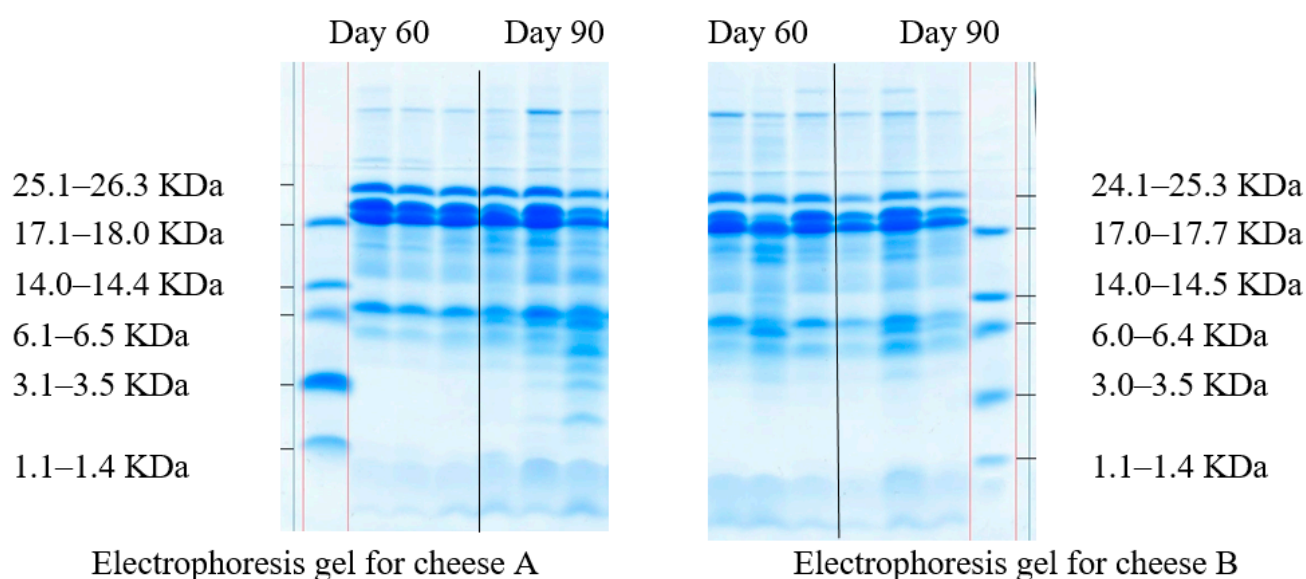 Day 60 Day 90 Day 60 Day 90
25.1–26.3 KDa
17.1–18.0 KDa
14.0–14.4 KDa
6.1–6.5 KDa
3.1–3.5 KDa
1.1–1.4 KDa
24.1–25.3 KDa
17.0–17.7 KDa
14.0–14.5 KDa
6.0–6.4 KDa
3.0–3.5 KDa
1.1–1.4 KDa
Electrophoresis gel for cheese A
Electrophoresis gel for cheese B